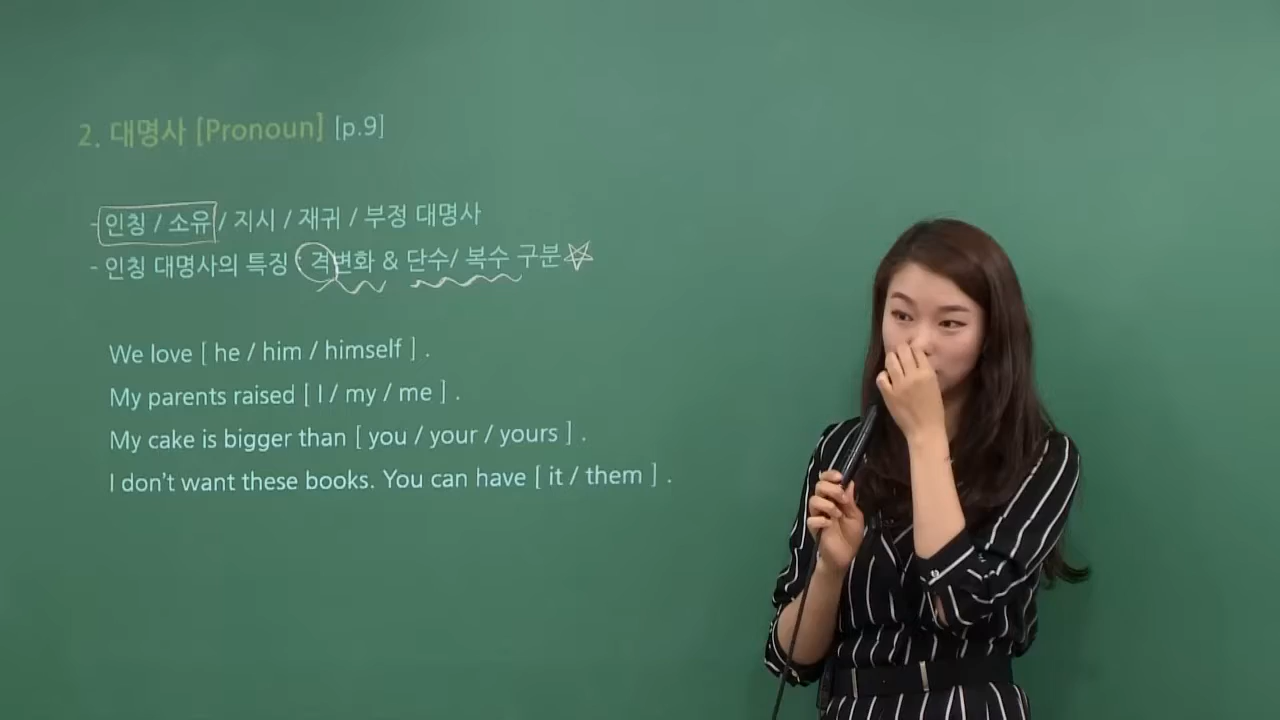 2. 대명사 [Pronoun] [p.9]
- 인칭 / 소유 / 지시 / 재귀 / 부정 대명사
- 인칭 대명사의 특징 : 격변화 & 단수/ 복수 구분
We love [ he / him / himself ] .
My parents raised [ I / my / me ] .
My cake is bigger than [ you / your / yours ] .
I don't want these books. You can have [ it / them ] .